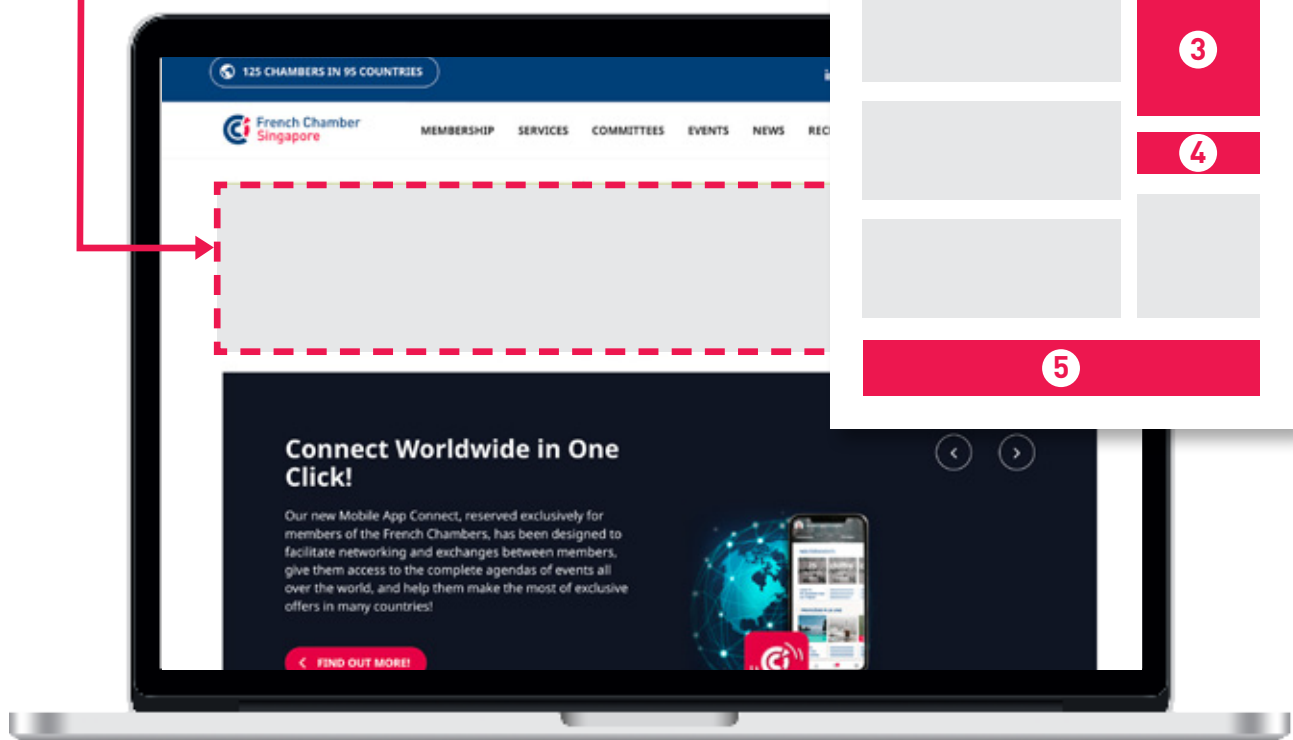 125 CHAMBERS IN 95 COUNTRIES
French Chamber
Singapore
MEMBERSHIP SERVICES COMMITTEES EVENTS NEWS
3
4
5
Connect Worldwide in One
Click!
Our new Mobile App Connect, reserved exclusively for
members of the French Chambers, has been designed to
facilitate networking and exchanges between members,
give them access to the complete agendas of events all
over the world, and help them make the most of exclusive
offers in many countries!
FIND OUT MORE!